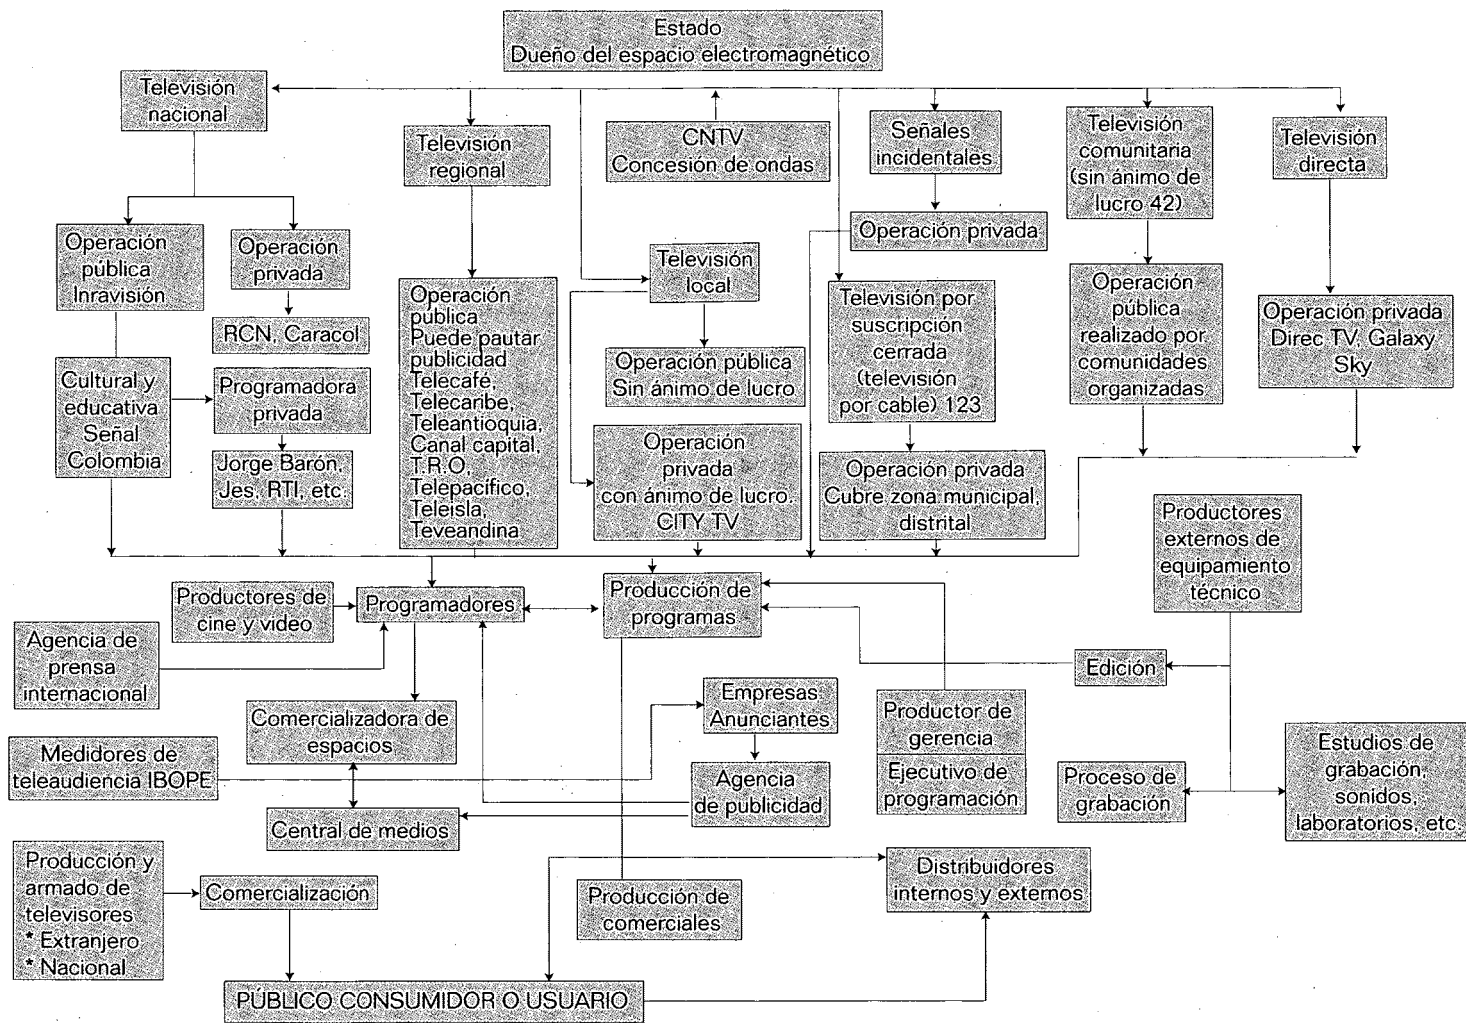 Estado
Dueño del espacio electromagnético
Televisión
nacional
Televisión
regional
CNTV
Concesión de ondas
Señales
incidentales
Televisión
comunitaria
(sin ánimo de
lucro 42)
Televisión
directa
Operación
pública
Inravisión
Operación
privada
RCN, Caracol
Cultural y
educativa
Señal
Colombia
Programadora
privada
Jorge Barón,
Jes, RTI, etc.
Operación
pública
Puede pautar
publicidad
Telecafé,
Telecaribe,
Teleantioquia,
Canal capital,
T.R.O,
Telepacífico,
Teleisla,
Teveandina
Televisión
local
Operación pública
Sin ánimo de lucro
Operación
privada
con ánimo de lucro.
CITY TV
Operación privada
Televisión por
suscripcion
cerrada
(televisión
por cable) 123
Operación privada
Cubre zona municipal,
distrital
Operación
pública
realizado por
comunidades
organizadas
Operación privada
Direc TV, Galaxy
Sky
Productores
externos de
equipamiento
técnico
Productores de
cine y video
Programadores
Producción de
programas
Agencia de
prensa
internacional
Edición
Comercializadora de
espacios
Empresas
Anunciantes
Productor de
gerencia
Ejecutivo de
programación
Medidores de
teleaudiencia IBOPE
Agencia
de publicidad
Proceso de
grabación
Estudios de
grabación,
sonidos,
laboratorios, etc.
Central de medios
Producción y
armado de
televisores
* Extranjero
* Nacional
Comercialización
Producción de
comerciales
Distribuidores
internos y externos
PÚBLICO CONSUMIDOR O USUARIO